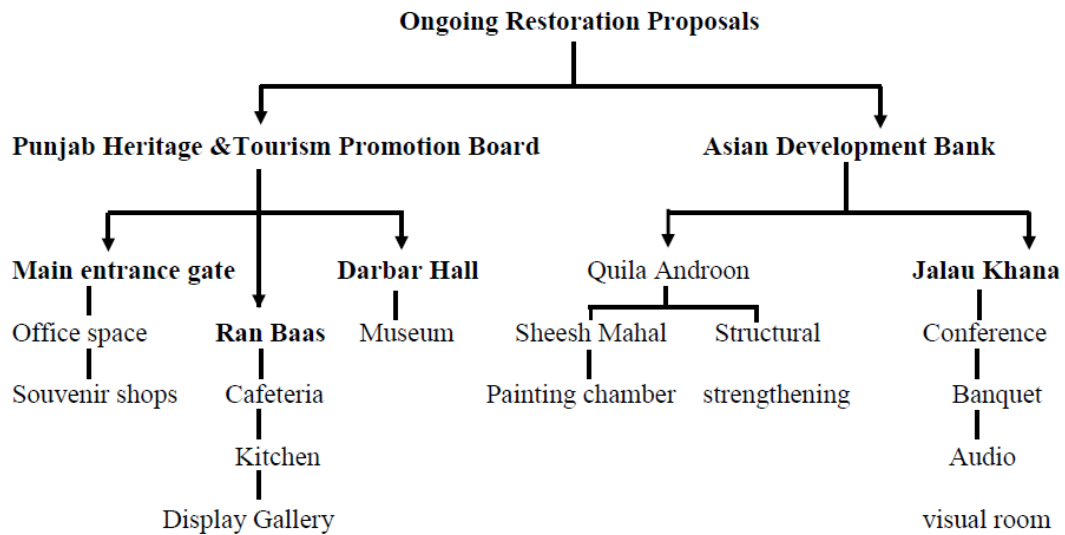 Ongoing Restoration Proposals
Punjab Heritage &Tourism Promotion Board
Asian Development Bank
Main entrance gate
Darbar Hall
Quila Androon
Jalau Khana
Office space
Ran Baas
Museum
Sheesh Mahal
Structural
Conference
Souvenir shops
Cafeteria
Painting chamber
strengthening
Banquet
Kitchen
Audio
Display Gallery
visual room